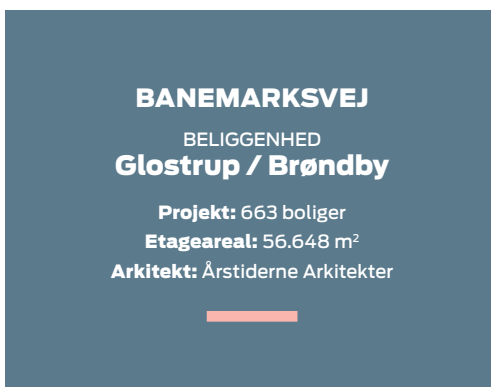 BANEMARKSVEJ
BELIGGENHED
Glostrup / Brøndby
Projekt: 663 boliger
Etageareal: 56.648 m²
Arkitekt: Årstiderne Arkitekter